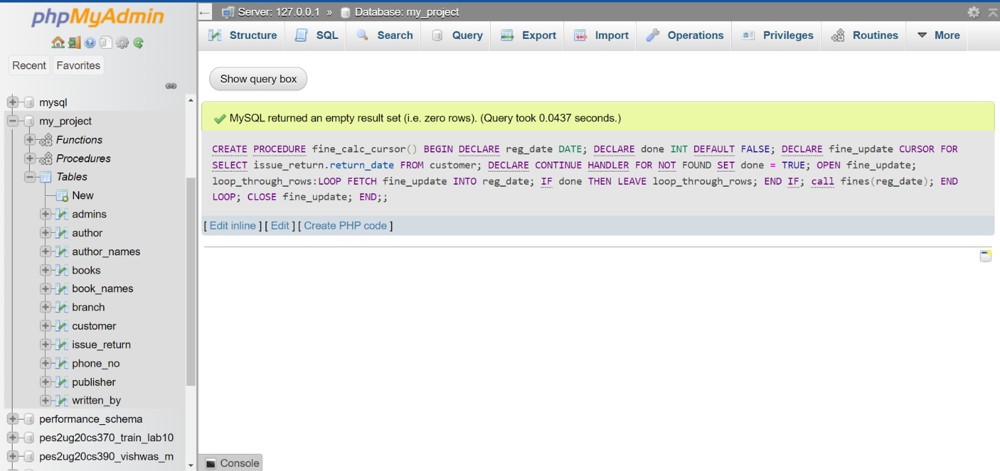 phpMyAdmin
Recent Favorites
mysql
my_project
Functions
Procedures
Tables
New
admins
author
author_names
books
book_names
branch
customer
issue_return
phone_no
publisher
written_by
performance_schema
pes2ug20cs370_train_lab10
pes2ug20cs390_vishwas_m
Server: 127.0.0.1 » Database: my_project
Structure SQL Search Query Export Import Operations Privileges Routines More
Show query box
MySQL returned an empty result set (i.e. zero rows). (Query took 0.0437 seconds.)
CREATE PROCEDURE fine_calc_cursor() BEGIN DECLARE reg_date DATE; DECLARE done INT DEFAULT FALSE; DECLARE fine_update CURSOR FOR
SELECT issue_return.return_date FROM customer; DECLARE CONTINUE HANDLER FOR NOT FOUND SET done = TRUE; OPEN fine_update;
loop_through_rows:LOOP FETCH fine_update INTO reg_date; IF done THEN LEAVE loop_through_rows; END IF; call fines(reg_date); END
LOOP; CLOSE fine_update; END;;
[ Edit inline ] [ Edit ] [ Create PHP code ]
Console